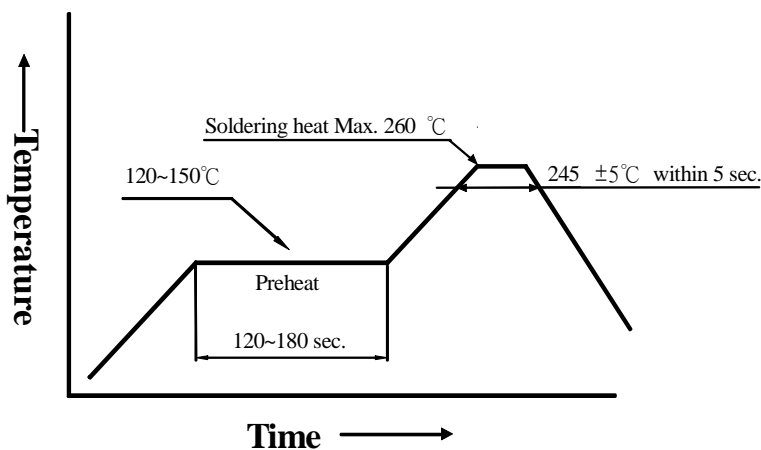 Temperature
Soldering heat Max. 260 ℃
120~150℃
245 ±5℃ within 5 sec.
Preheat
120~180 sec.
Time